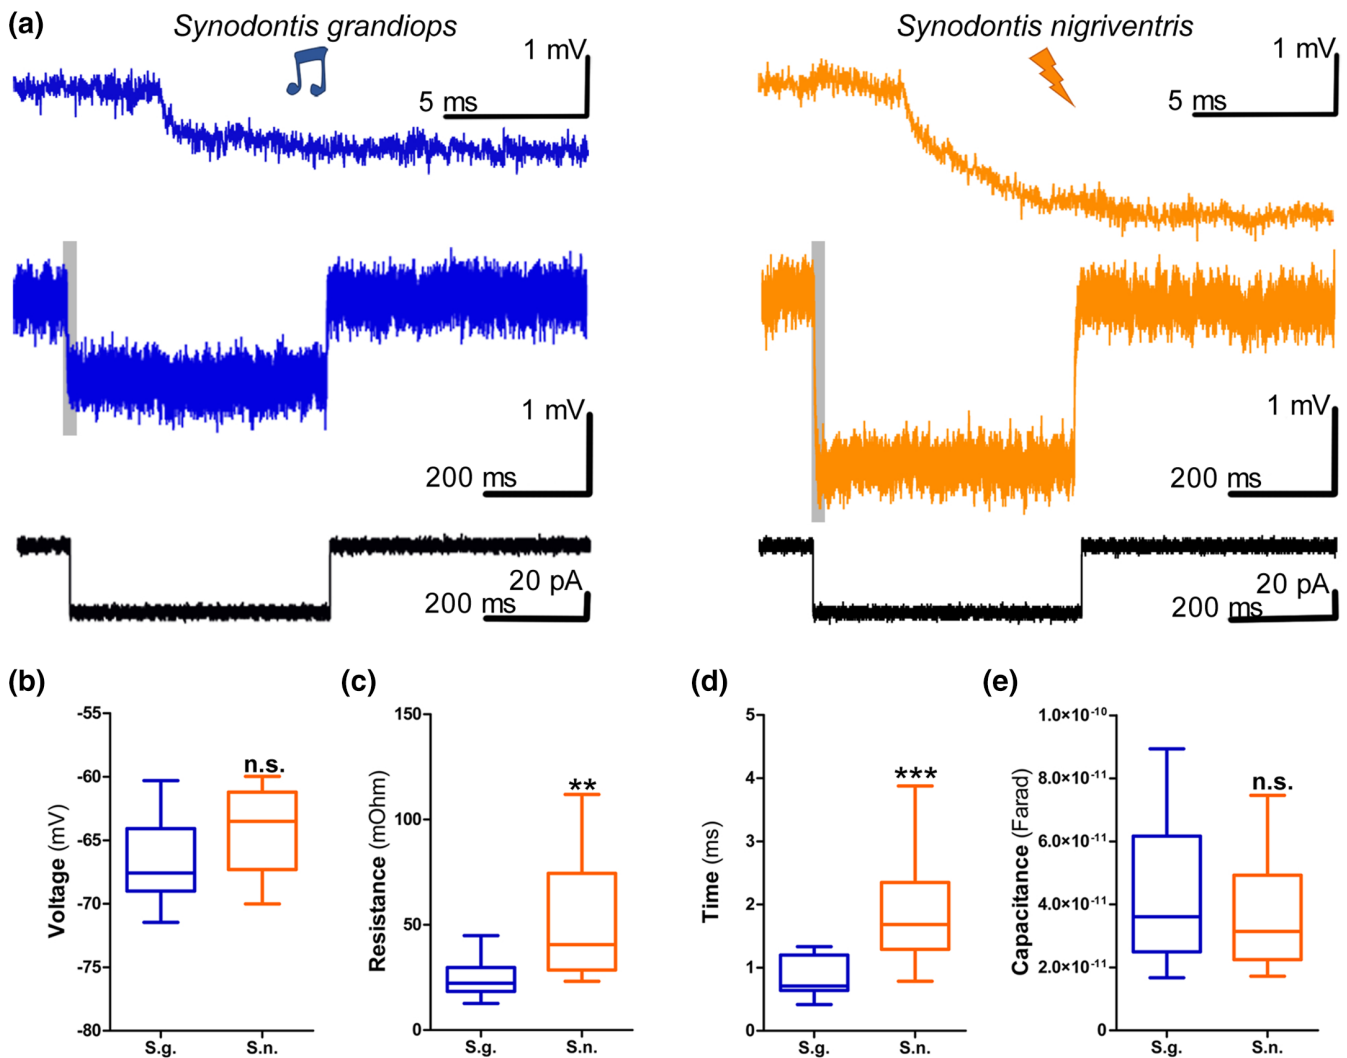 (a)
Synodontis grandiops
Synodontis nigriventris
1 mV
5 ms
1 mV
5 ms
1 mV
200 ms
1 mV
200 ms
20 pA
200 ms
20 pA
200 ms
(b)
-55
-60
-65
-70
-75
-80
Voltage (mV)
n.s.
S.g.
S.n.
(c)
150
100
50
0
Resistance (mOhm)
**
S.g.
S.n.
(d)
5
4
3
2
1
0
Time (ms)
***
S.g.
S.n.
(e)
1.0×10-10
8.0×10-11
6.0×10-11
4.0×10-11
2.0×10-11
0
Capacitance (Farad)
n.s.
S.g.
S.n.